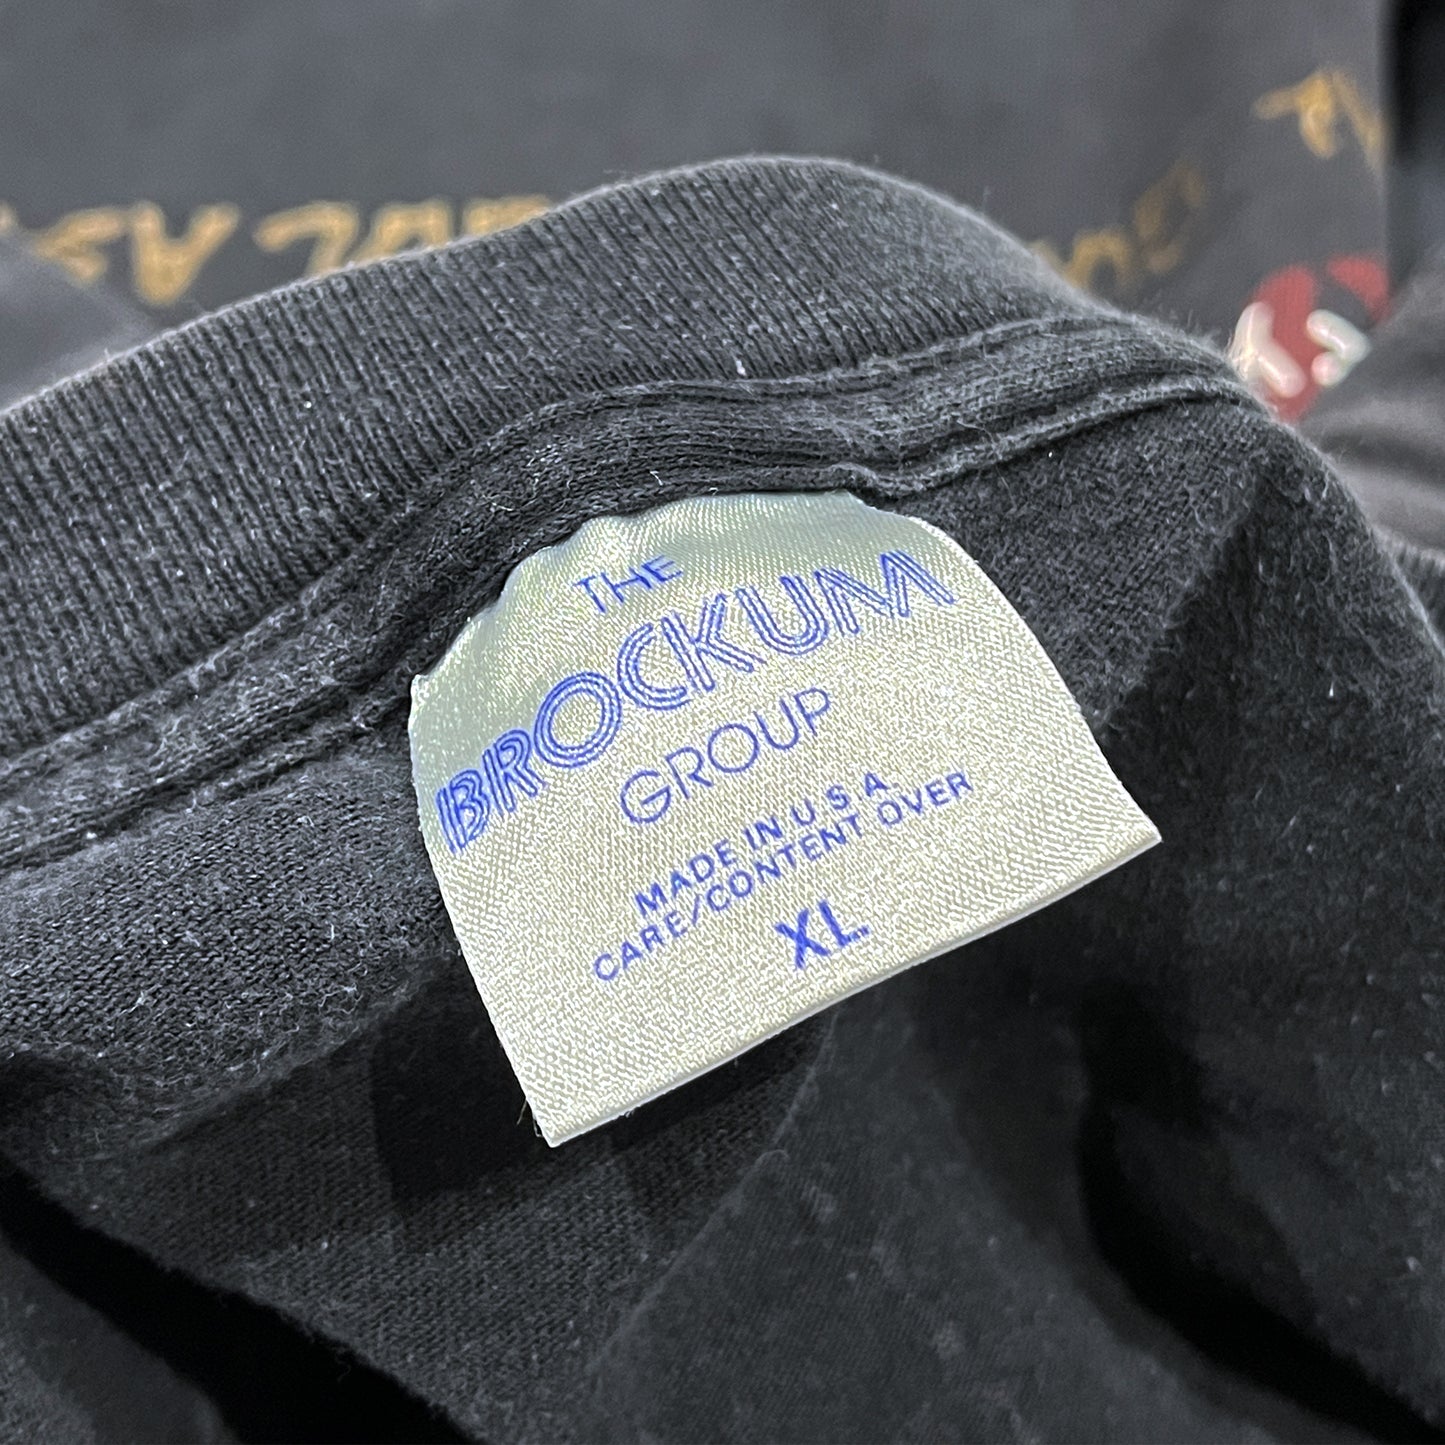 THE
BROCKUM
GROUP
MADE IN U S A
CARE/CONTENT OVER
XL